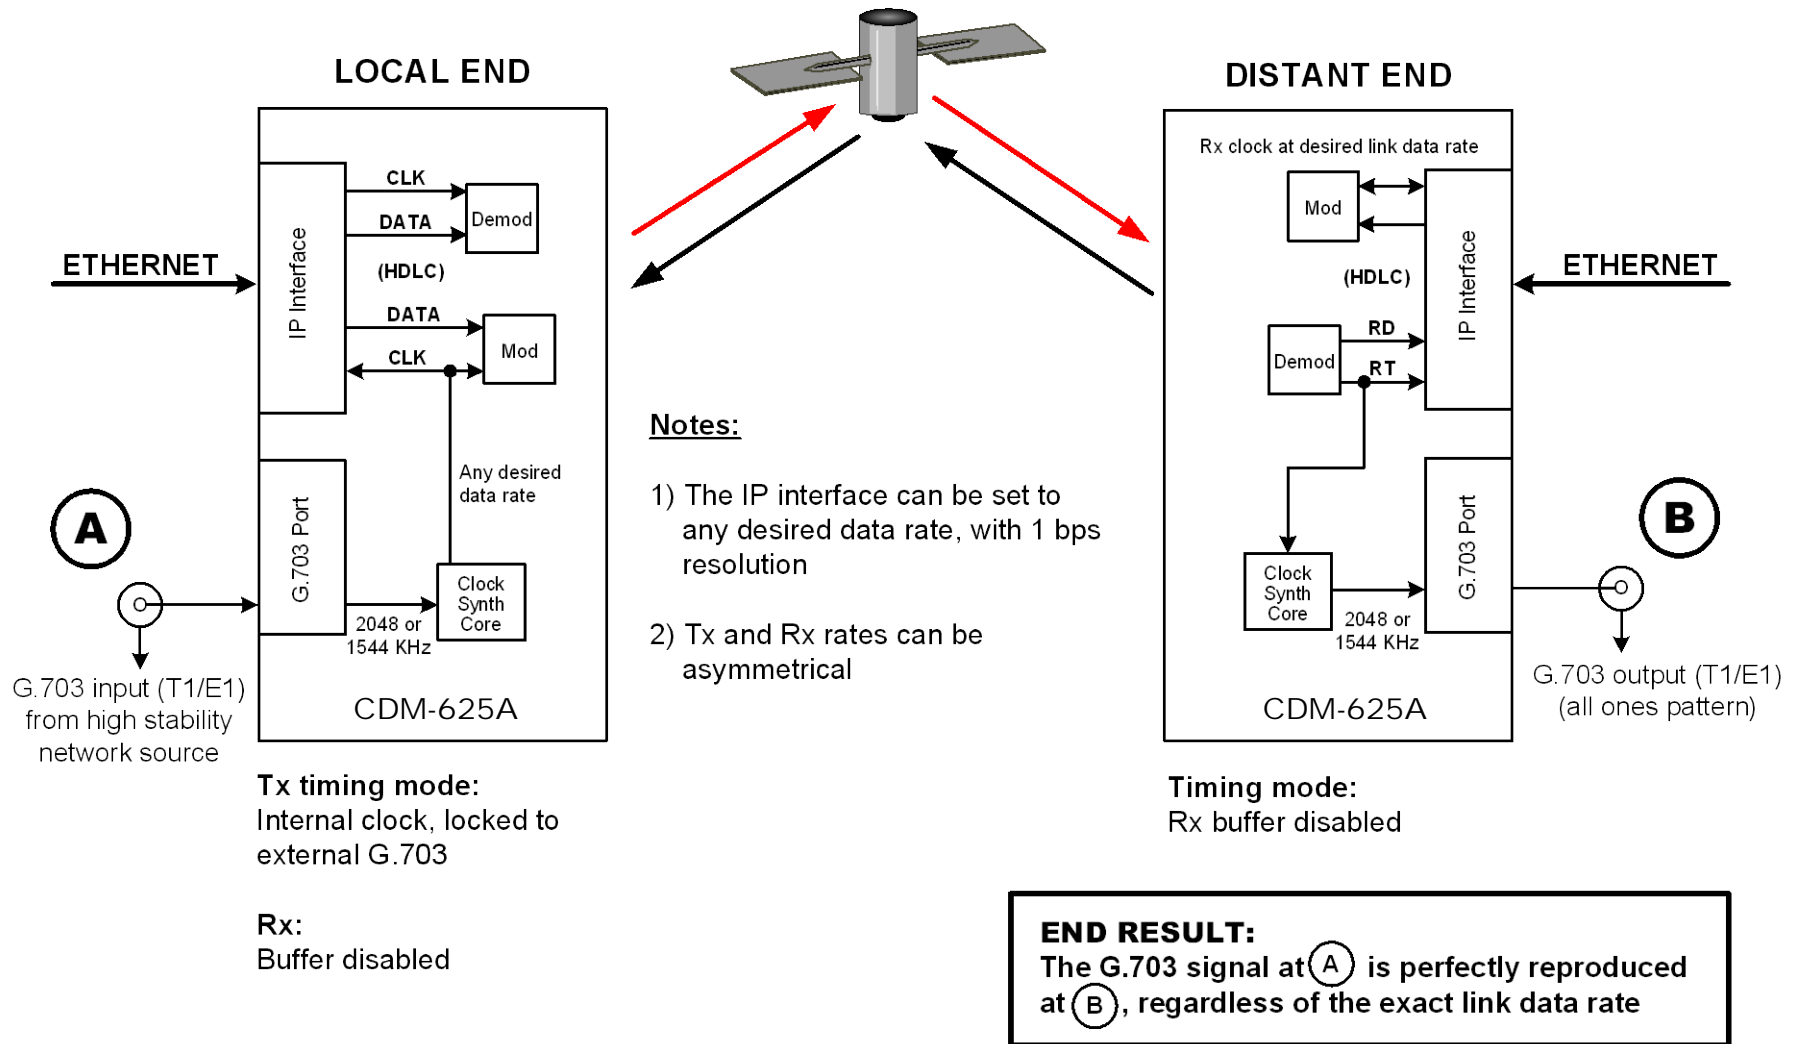 LOCAL END
DISTANT END
CLK
DATA
Demod
(HDLC)
IP Interface
ETHERNET
DATA
CLK
Mod
Any desired
data rate
A
G.703 Port
Clock
Synth
Core
2048 or
1544 KHz
G.703 input (T1/E1)
from high stability
network source
CDM-625A
Tx timing mode:
Internal clock, locked to
external G.703
Rx:
Buffer disabled
Notes:
1) The IP interface can be set to
any desired data rate, with 1 bps
resolution
2) Tx and Rx rates can be
asymmetrical
Rx clock at desired link data rate
Mod
(HDLC)
IP Interface
ETHERNET
RD
Demod
RT
B
G.703 Port
Clock
Synth
Core
2048 or
1544 KHz
G.703 output (T1/E1)
(all ones pattern)
CDM-625A
Timing mode:
Rx buffer disabled
END RESULT:
The G.703 signal at A is perfectly reproduced
at B, regardless of the exact link data rate